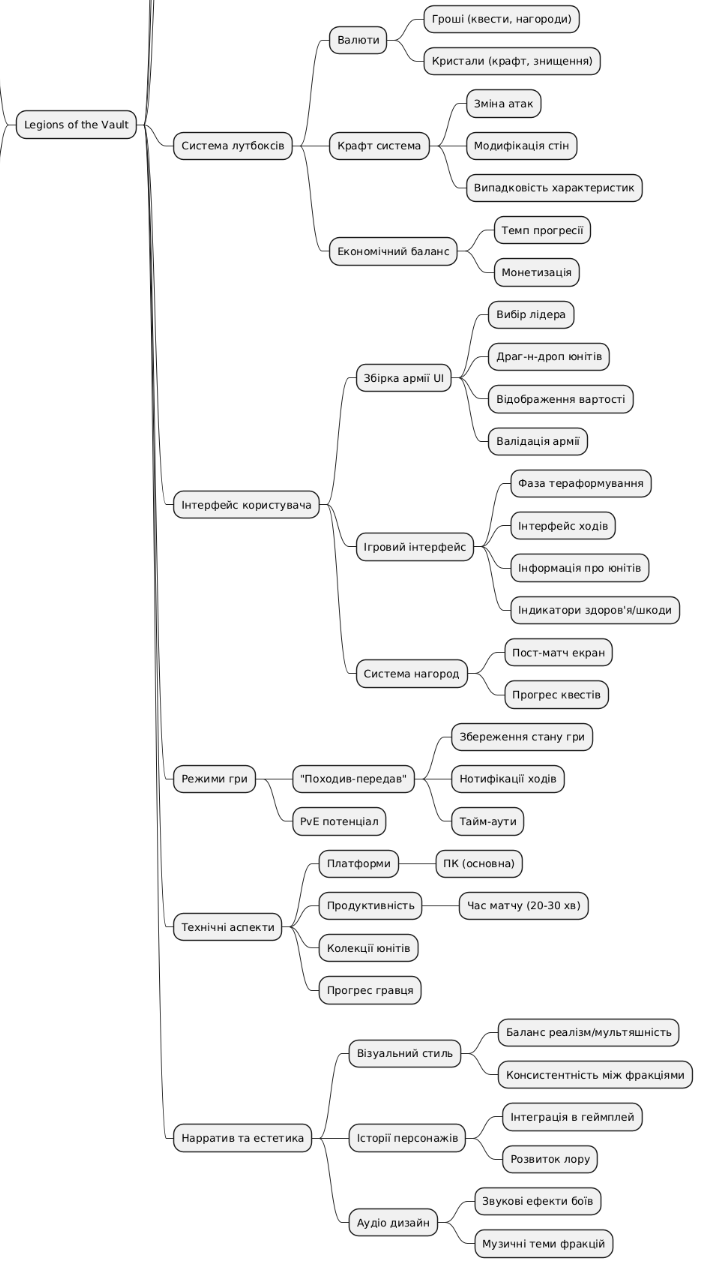 Legions of the Vault
Система лутбоксів
Валюти
Гроші (квести, нагороди)
Кристали (крафт, знищення)
Крафт система
Зміна атак
Модифікація стін
Випадковість характеристик
Економічний баланс
Темп прогресії
Монетизація
Інтерфейс користувача
Збірка армії UI
Вибір лідера
Драг-н-дроп юнітів
Відображення вартості
Валідація армії
Ігровий інтерфейс
Фаза тераформування
Інтерфейс ходів
Інформація про юнітів
Індикатори здоров'я/шкоди
Система нагород
Пост-матч екран
Прогрес квестів
Режими гри
"Походив-передав"
Збереження стану гри
Нотифікації ходів
Тайм-аути
PvE потенціал
Технічні аспекти
Платформи
ПК (основна)
Продуктивність
Час матчу (20-30 хв)
Колекції юнітів
Прогрес гравця
Нарратив та естетика
Візуальний стиль
Баланс реалізм/мультяшність
Консистентність між фракціями
Історії персонажів
Інтеграція в геймплей
Розвиток лору
Аудіо дизайн
Звукові ефекти боїв
Музичні теми фракцій